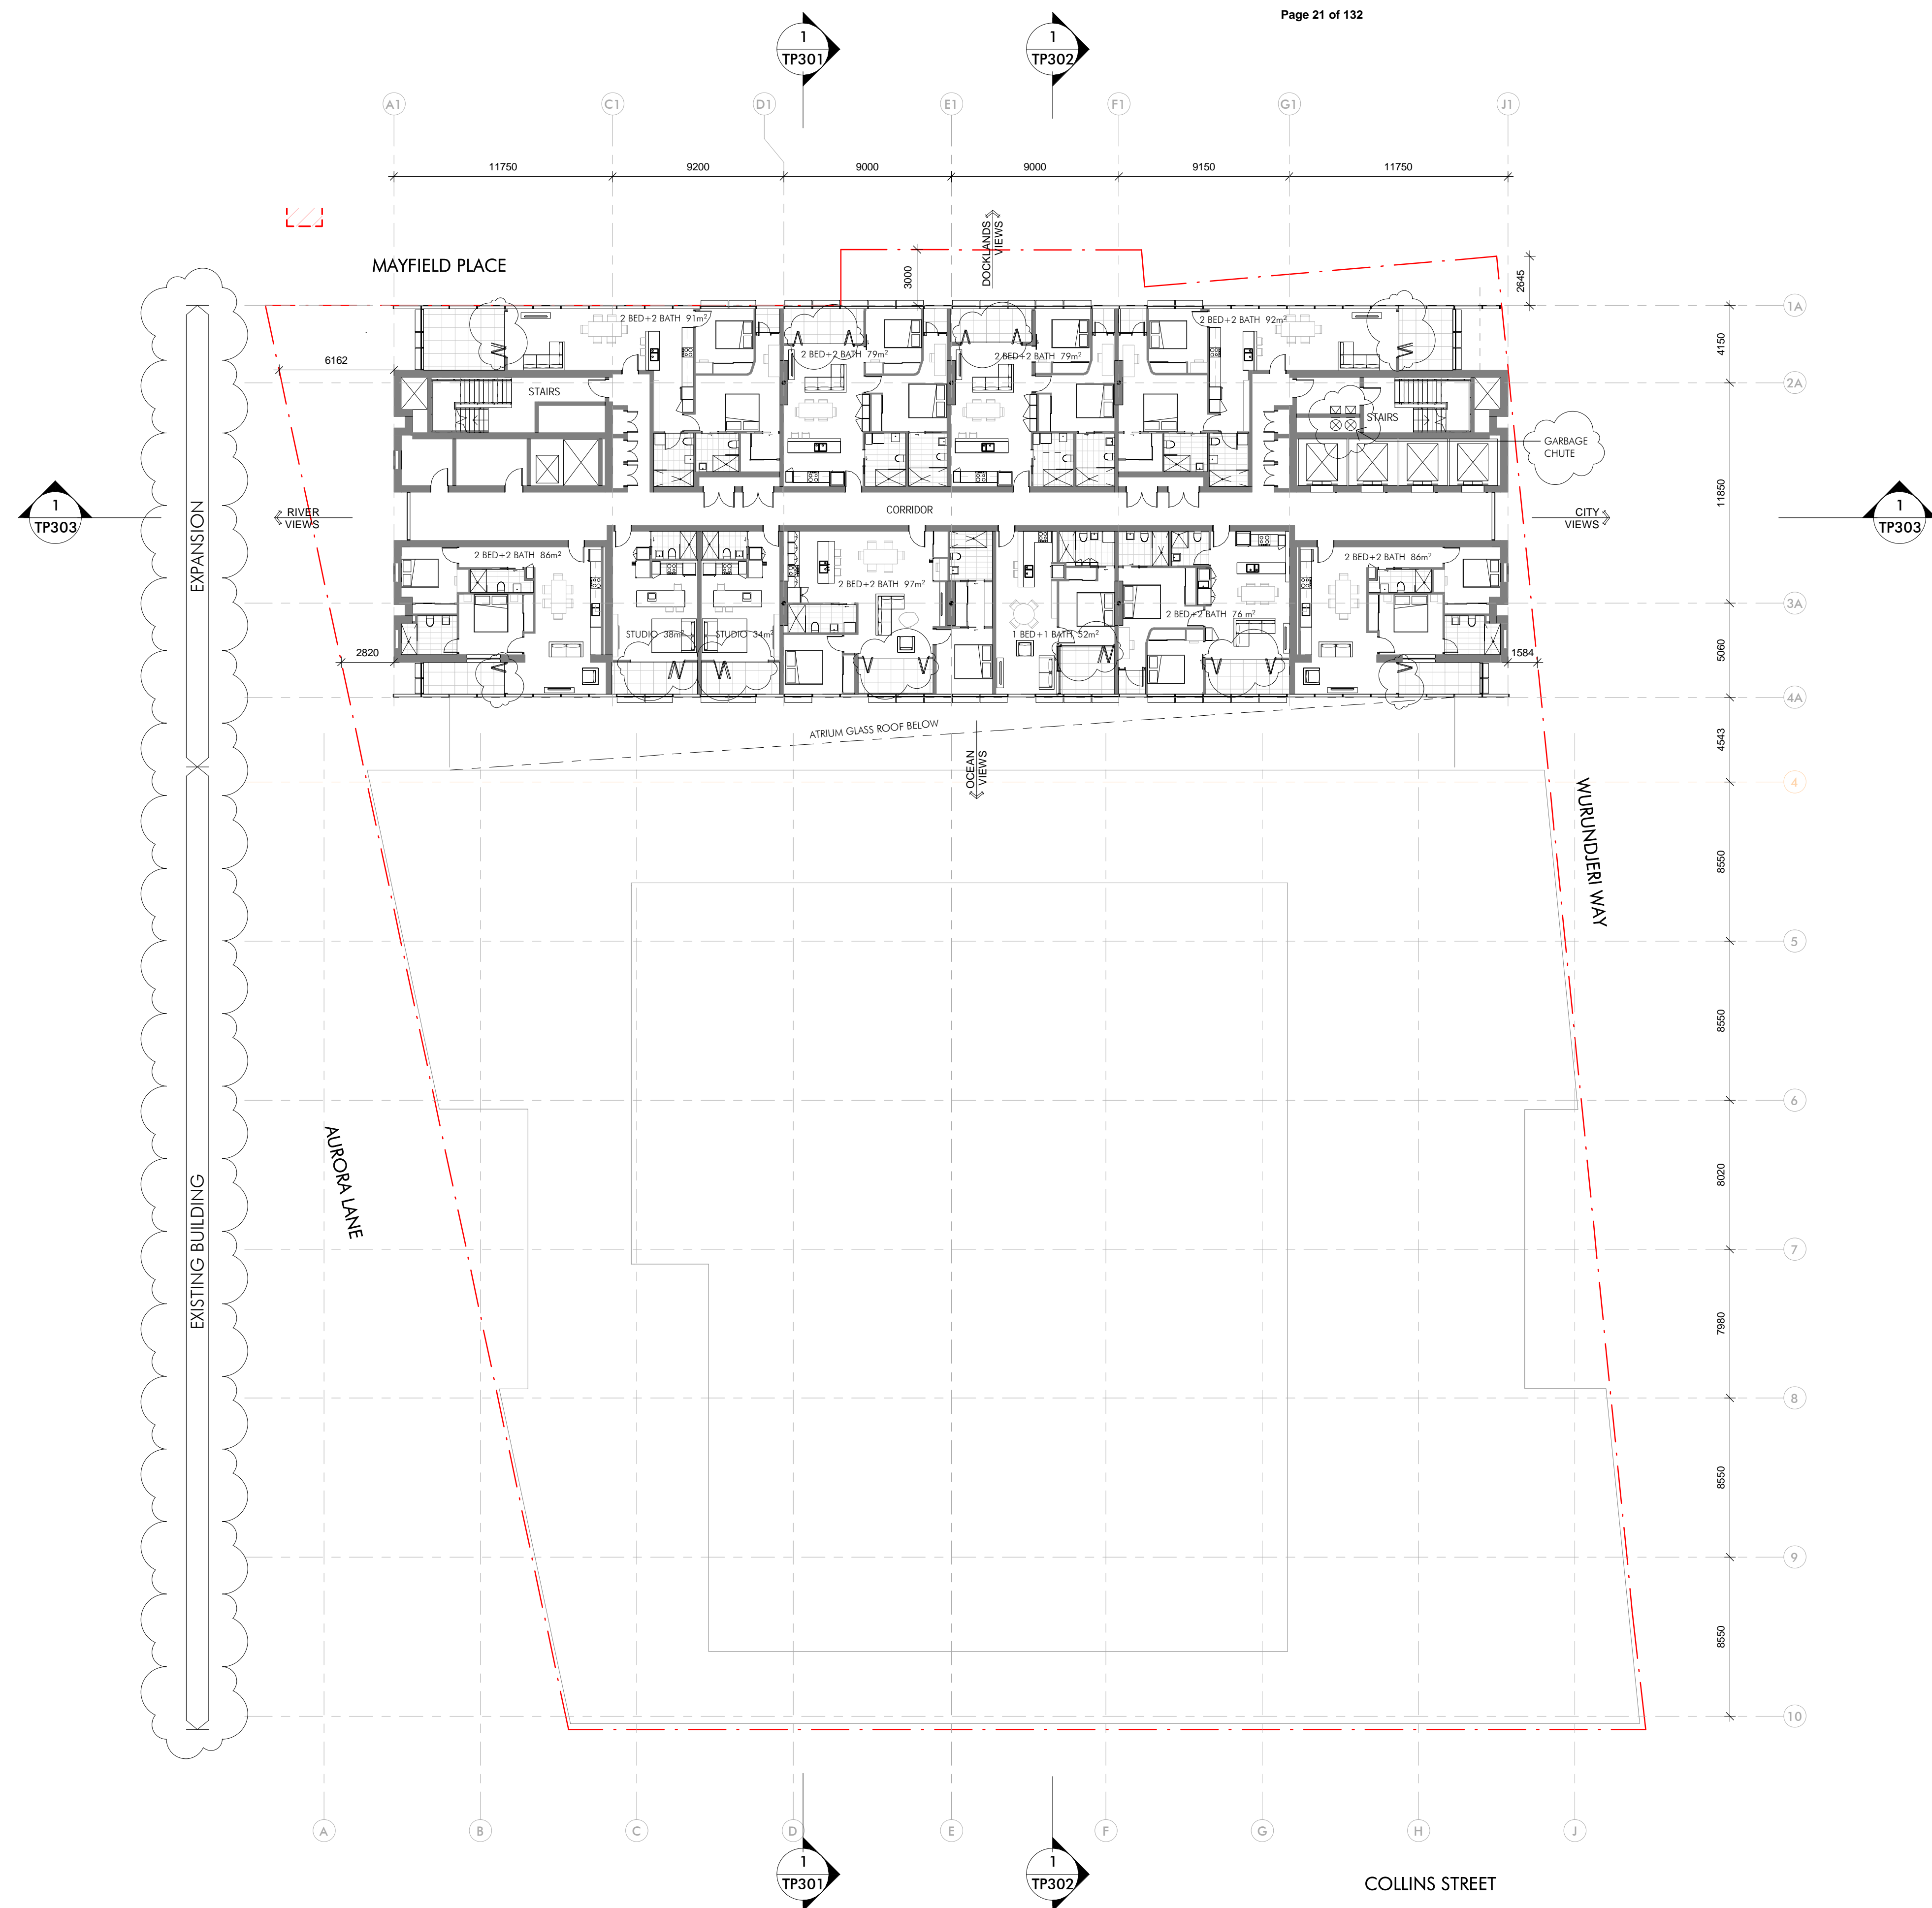 Page 21 of 132
1
TP301
1
TP302
A1
C1
D1
E1
F1
G1
J1
11750
9200
9000
9000
9150
11750
DOCKLANDS
VIEWS
MAYFIELD PLACE
3000
2645
1A
2 BED+2 BATH 91m²
2 BED+2 BATH 92m²
4150
6162
2 BED+2 BATH 79m²
2 BED+2 BATH 79m²
2A
STAIRS
STAIRS
GARBAGE
CHUTE
11850
1
TP303
EXPANSION
RIVER
VIEWS
CORRIDOR
CITY
VIEWS
1
TP303
2 BED+2 BATH 86m²
2 BED+2 BATH 97m²
2 BED+2 BATH 86m²
3A
2 BED+2 BATH 76 m²
STUDIO 38m²
STUDIO 34m²
1 BED+1 BATH 52m²
2820
1584
5060
4A
ATRIUM GLASS ROOF BELOW
4543
OCEAN
VIEWS
4
WURUNDJERI WAY
8550
5
8550
6
AURORA LANE
8020
EXISTING BUILDING
7
7980
8
8550
9
8550
10
A
B
C
D
E
F
G
H
J
1
TP301
1
TP302
COLLINS STREET